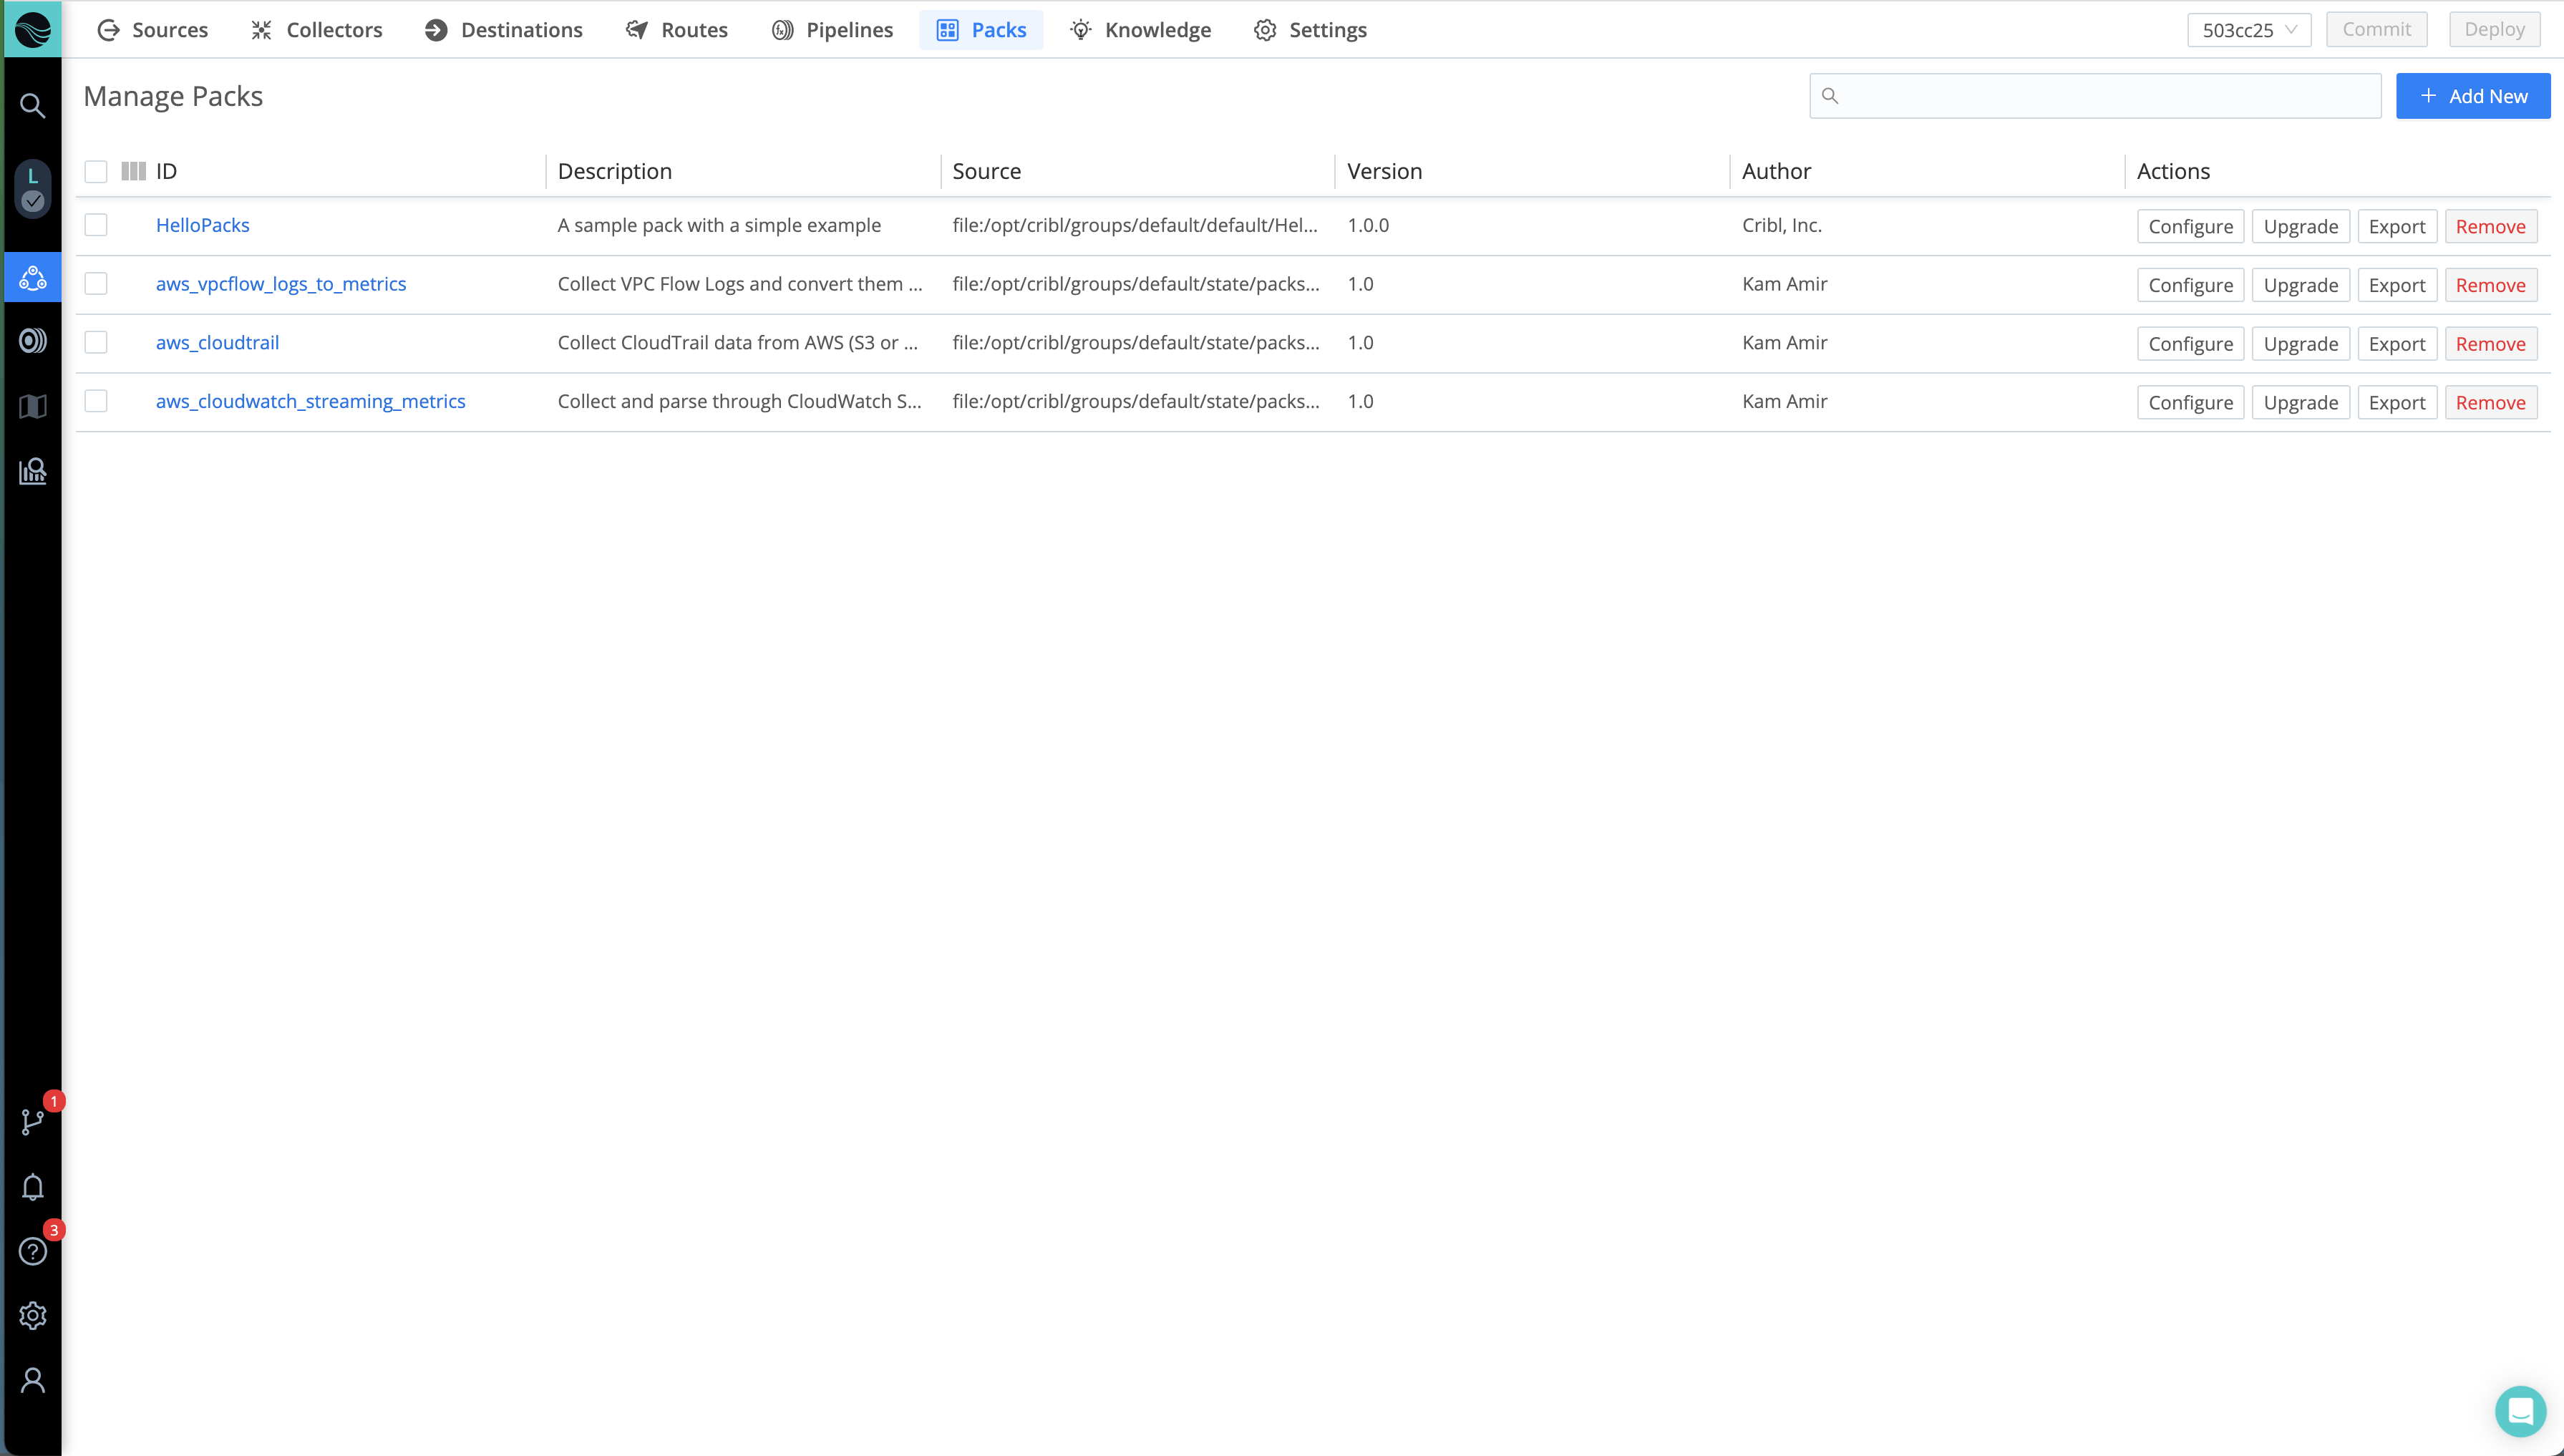 Sources Collectors Destinations Routes Pipelines Packs Knowledge Settings 503cc25 Commit Deploy
Manage Packs
+ Add New
L
ID Description Source Version Author Actions
HelloPacks A sample pack with a simple example file:/opt/cribl/groups/default/default/Hel... 1.0.0 Cribl, Inc. Configure Upgrade Export Remove
aws_vpcflow_logs_to_metrics Collect VPC Flow Logs and convert them ... file:/opt/cribl/groups/default/state/packs... 1.0 Kam Amir Configure Upgrade Export Remove
aws_cloudtrail Collect CloudTrail data from AWS (S3 or ... file:/opt/cribl/groups/default/state/packs... 1.0 Kam Amir Configure Upgrade Export Remove
aws_cloudwatch_streaming_metrics Collect and parse through CloudWatch S... file:/opt/cribl/groups/default/state/packs... 1.0 Kam Amir Configure Upgrade Export Remove
1
3